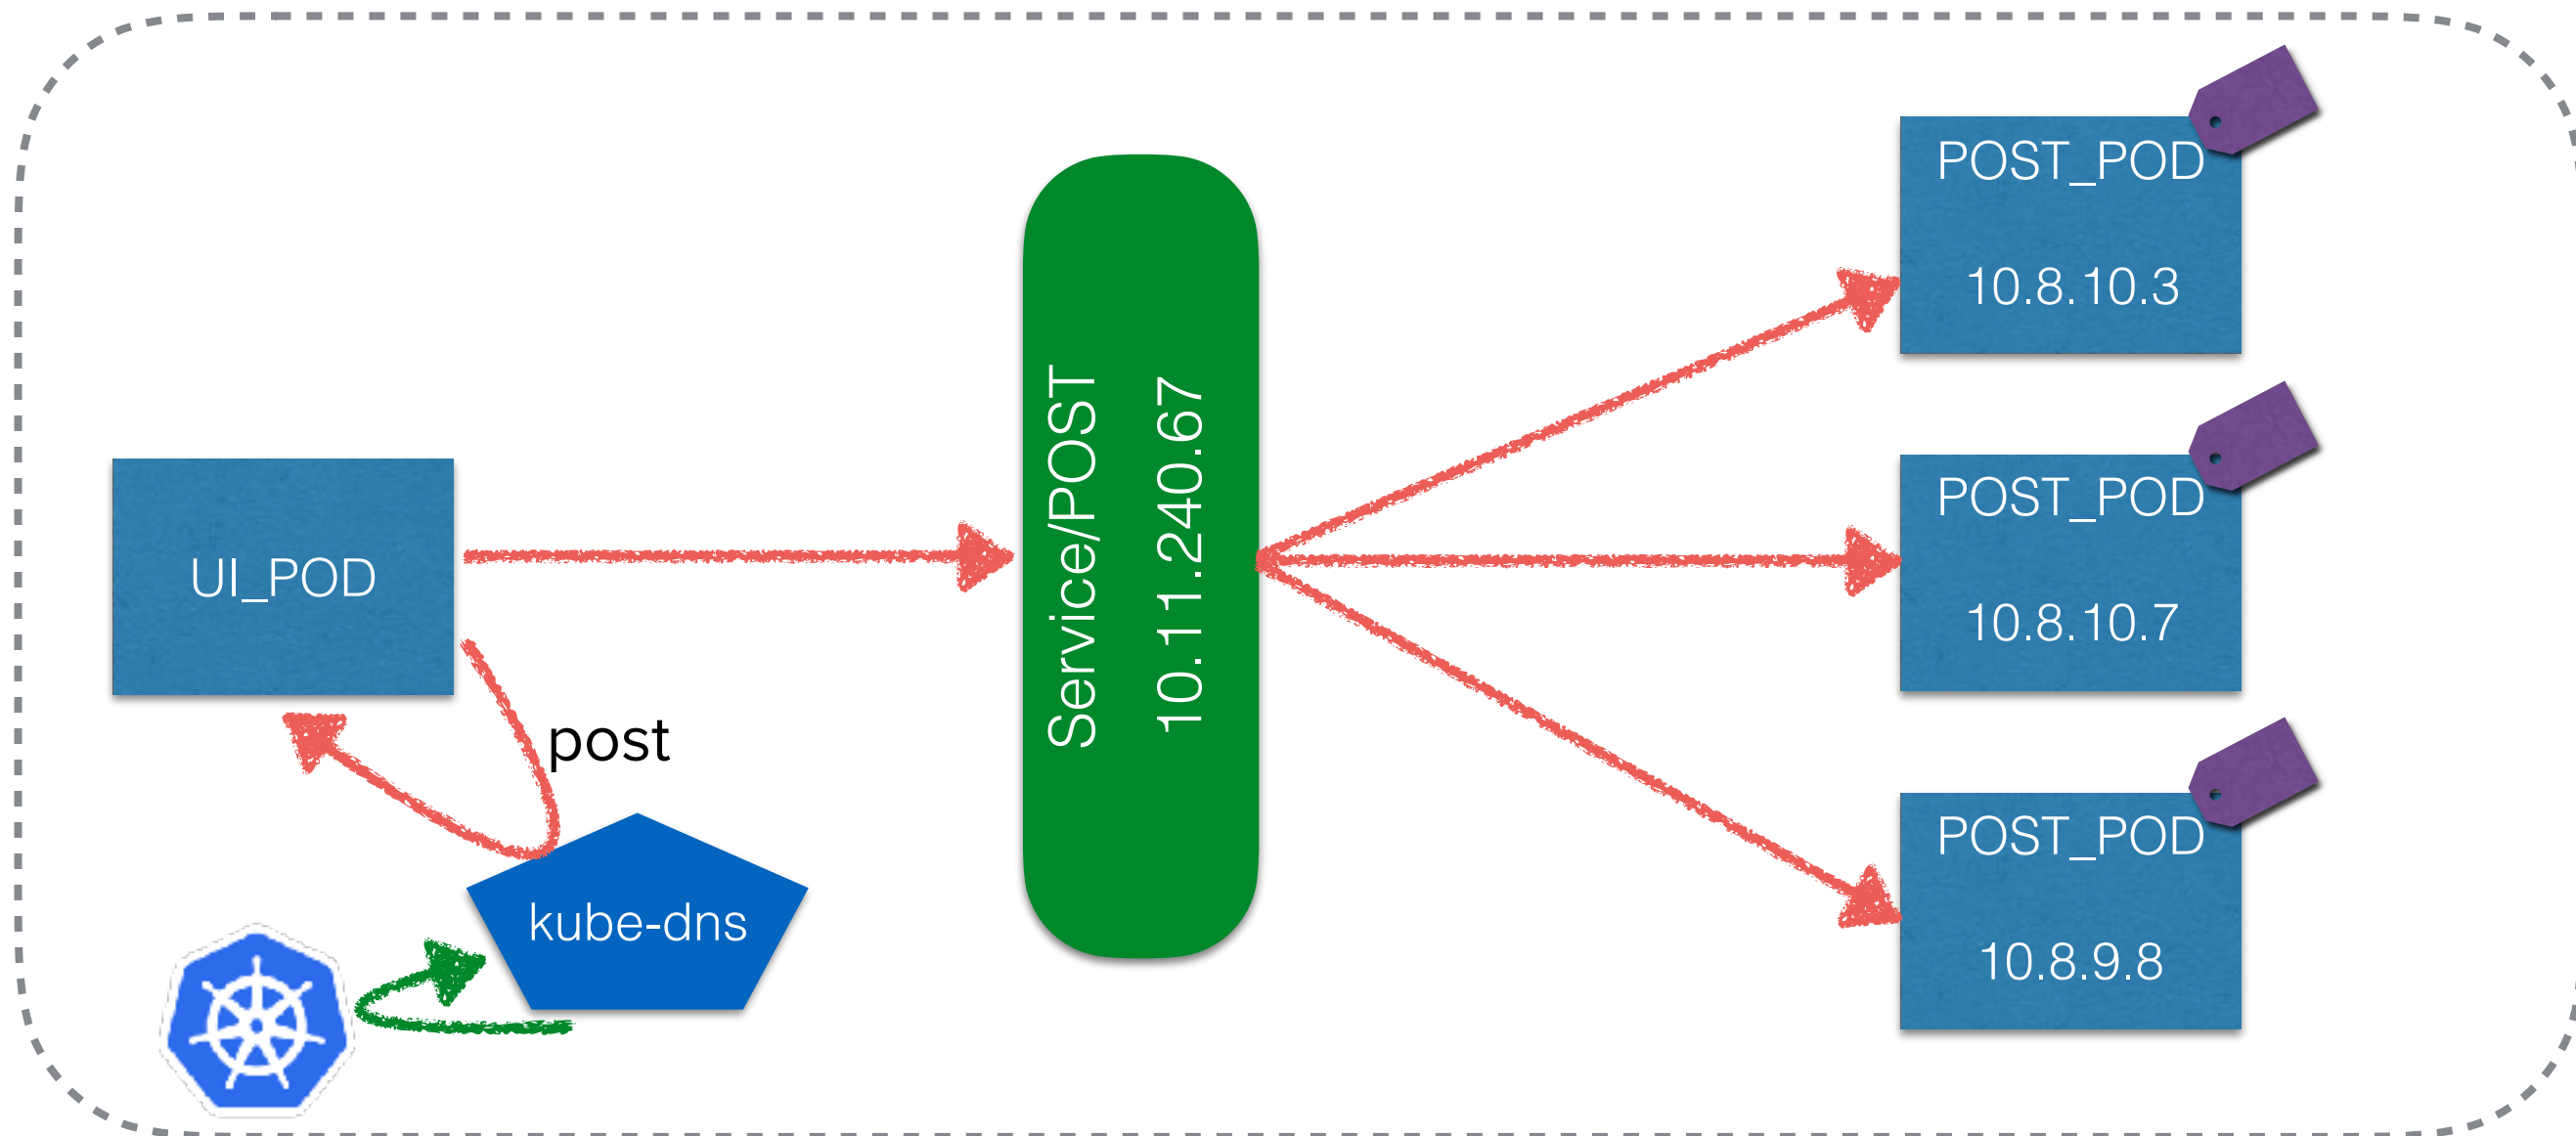 UI_POD
post
kube-dns
Service/POST
10.11.240.67
POST_POD
10.8.10.3
POST_POD
10.8.10.7
POST_POD
10.8.9.8